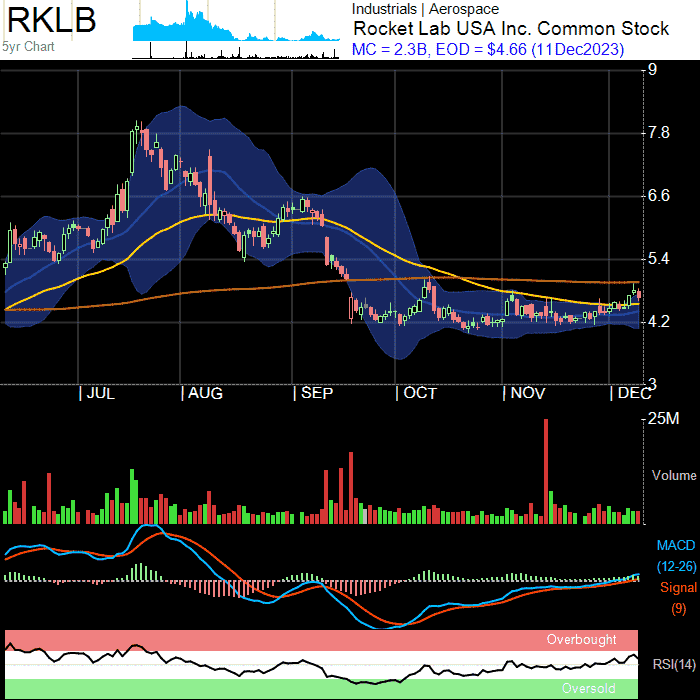 RKLB
5yr Chart
Industrials | Aerospace
Rocket Lab USA Inc. Common Stock
MC = 2.3B, EOD = $4.66 (11Dec2023)
9
7.8
6.6
5.4
4.2
3
JUL
AUG
SEP
OCT
NOV
DEC
25M
Volume
MACD
(12-26)
Signal
(9)
Overbought
RSI(14)
Oversold